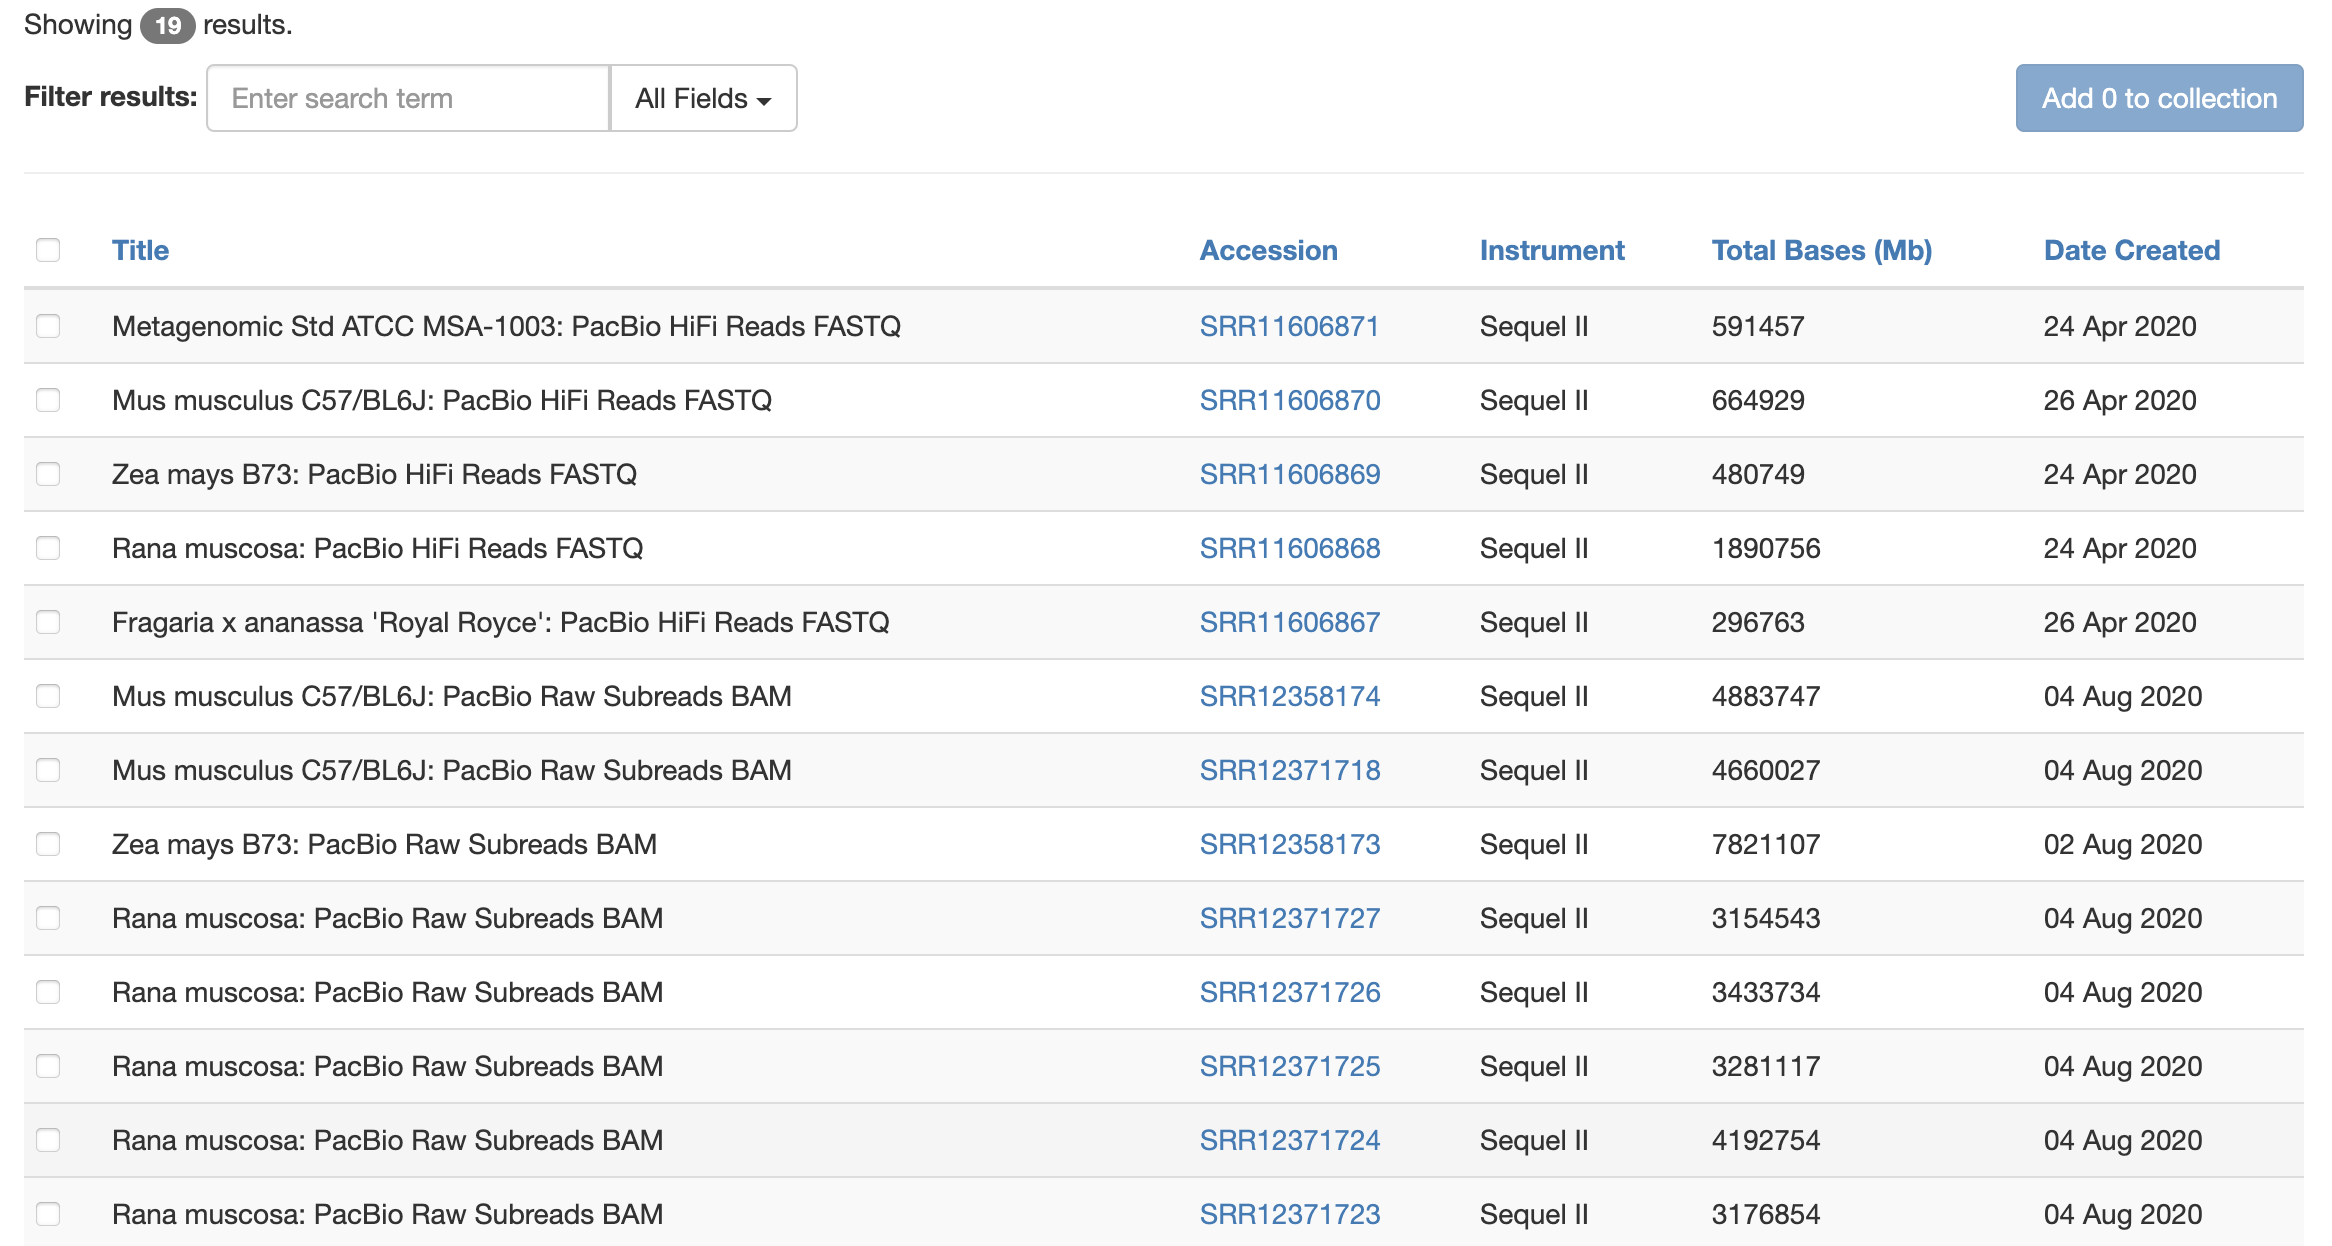 Showing 19 results.
Filter results: Enter search term All Fields Add 0 to collection
Title Accession Instrument Total Bases (Mb) Date Created
Metagenomic Std ATCC MSA-1003: PacBio HiFi Reads FASTQ SRR11606871 Sequel II 591457 24 Apr 2020
Mus musculus C57/BL6J: PacBio HiFi Reads FASTQ SRR11606870 Sequel II 664929 26 Apr 2020
Zea mays B73: PacBio HiFi Reads FASTQ SRR11606869 Sequel II 480749 24 Apr 2020
Rana muscosa: PacBio HiFi Reads FASTQ SRR11606868 Sequel II 1890756 24 Apr 2020
Fragaria x ananassa 'Royal Royce': PacBio HiFi Reads FASTQ SRR11606867 Sequel II 296763 26 Apr 2020
Mus musculus C57/BL6J: PacBio Raw Subreads BAM SRR12358174 Sequel II 4883747 04 Aug 2020
Mus musculus C57/BL6J: PacBio Raw Subreads BAM SRR12371718 Sequel II 4660027 04 Aug 2020
Zea mays B73: PacBio Raw Subreads BAM SRR12358173 Sequel II 7821107 02 Aug 2020
Rana muscosa: PacBio Raw Subreads BAM SRR12371727 Sequel II 3154543 04 Aug 2020
Rana muscosa: PacBio Raw Subreads BAM SRR12371726 Sequel II 3433734 04 Aug 2020
Rana muscosa: PacBio Raw Subreads BAM SRR12371725 Sequel II 3281117 04 Aug 2020
Rana muscosa: PacBio Raw Subreads BAM SRR12371724 Sequel II 4192754 04 Aug 2020
Rana muscosa: PacBio Raw Subreads BAM SRR12371723 Sequel II 3176854 04 Aug 2020